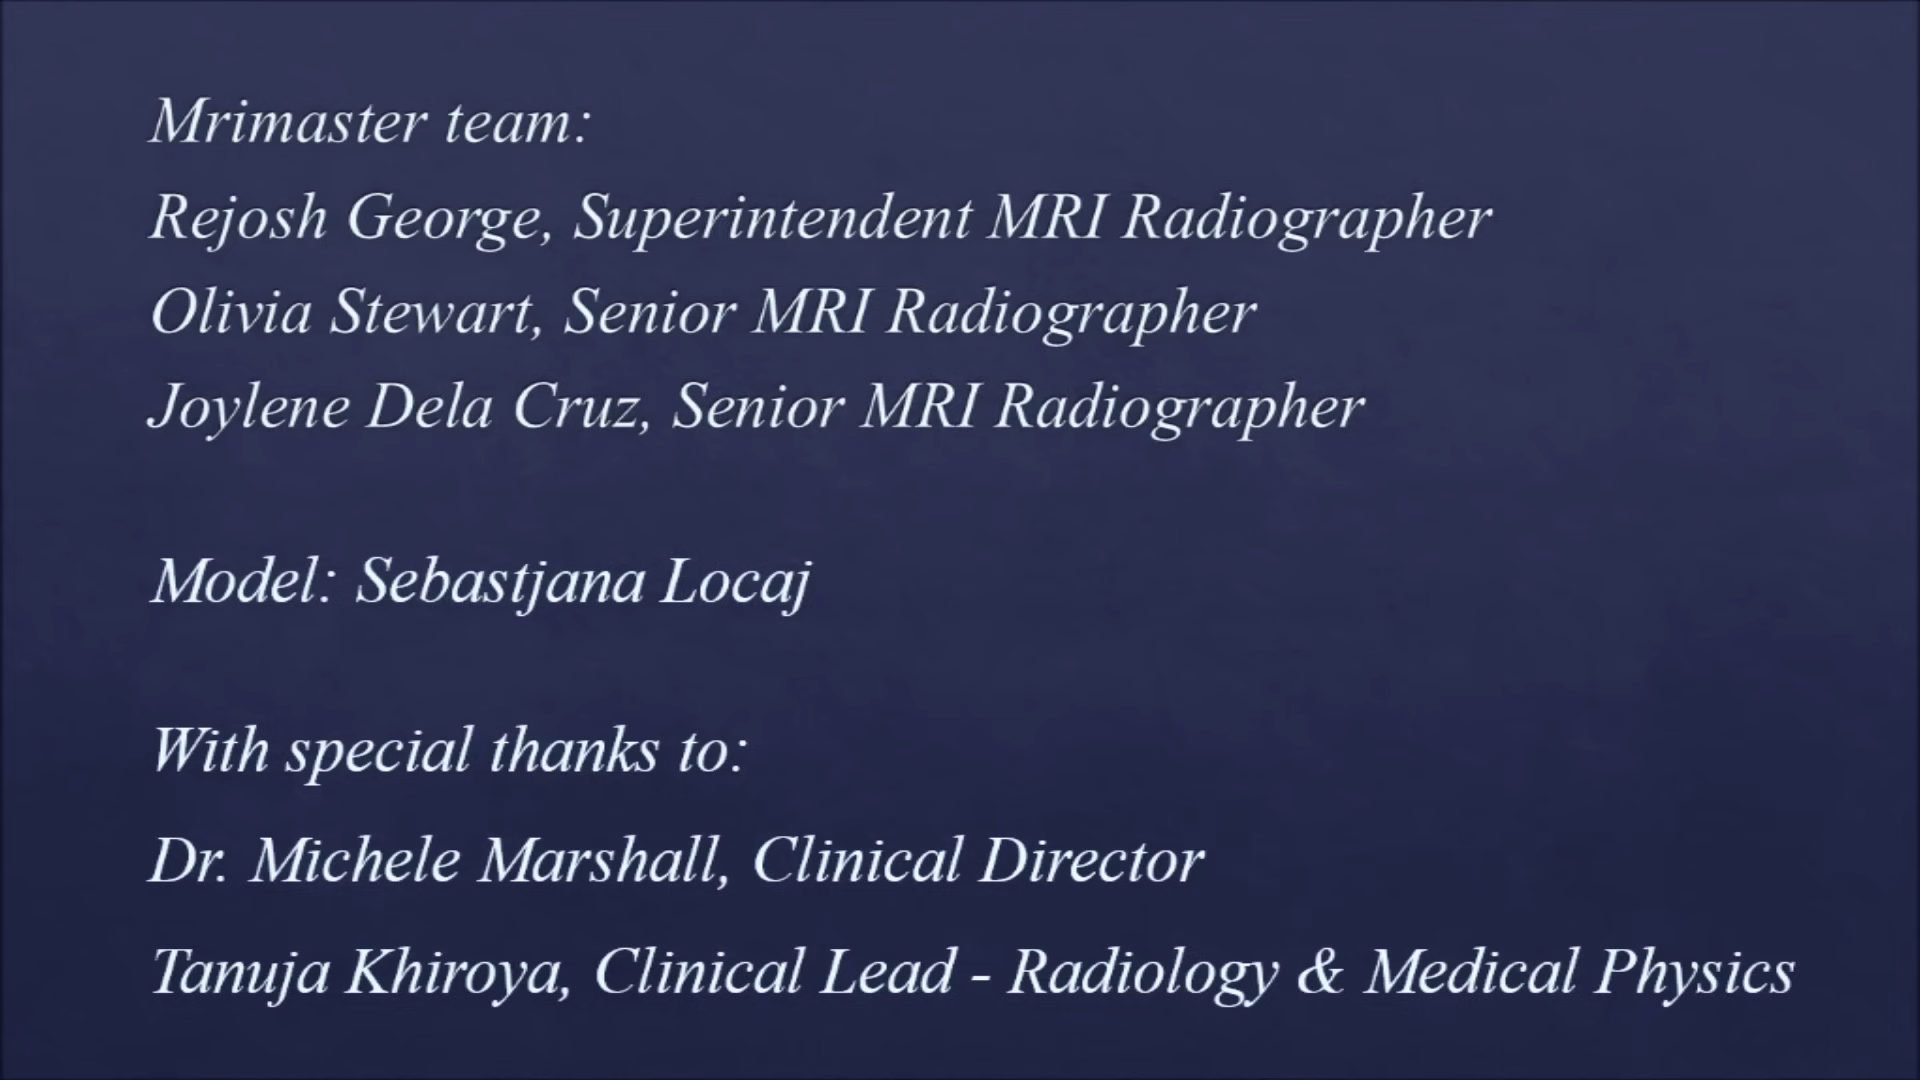 Mrimaster team:
Rejosh George, Superintendent MRI Radiographer
Olivia Stewart, Senior MRI Radiographer
Joylene Dela Cruz, Senior MRI Radiographer
Model: Sebastjana Locaj
With special thanks to:
Dr. Michele Marshall, Clinical Director
Tanuja Khiroya, Clinical Lead - Radiology & Medical Physics